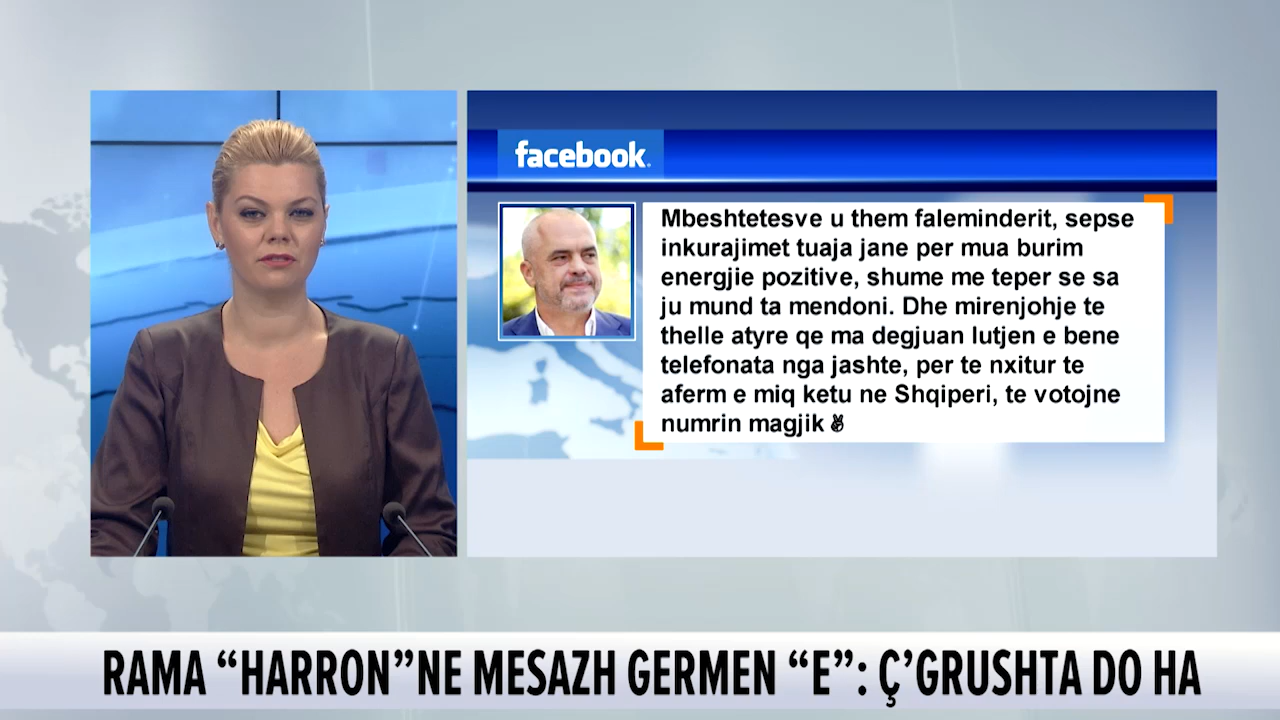 facebook.
Mbeshtetesve u them faleminderit, sepse
inkurajimet tuaja jane per mua burim
energjie pozitive, shume me teper se sa
ju mund ta mendoni. Dhe mirenjohje te
thelle atyre qe ma degjuan lutjen e bene
telefonata nga jashte, per te nxitur te
aferm e miq ketu ne Shqiperi, te votojne
numrin magjik✌
RAMA “HARRON”NE MESAZH GERMEN “E”: Ç’GRUSHTA DO HA